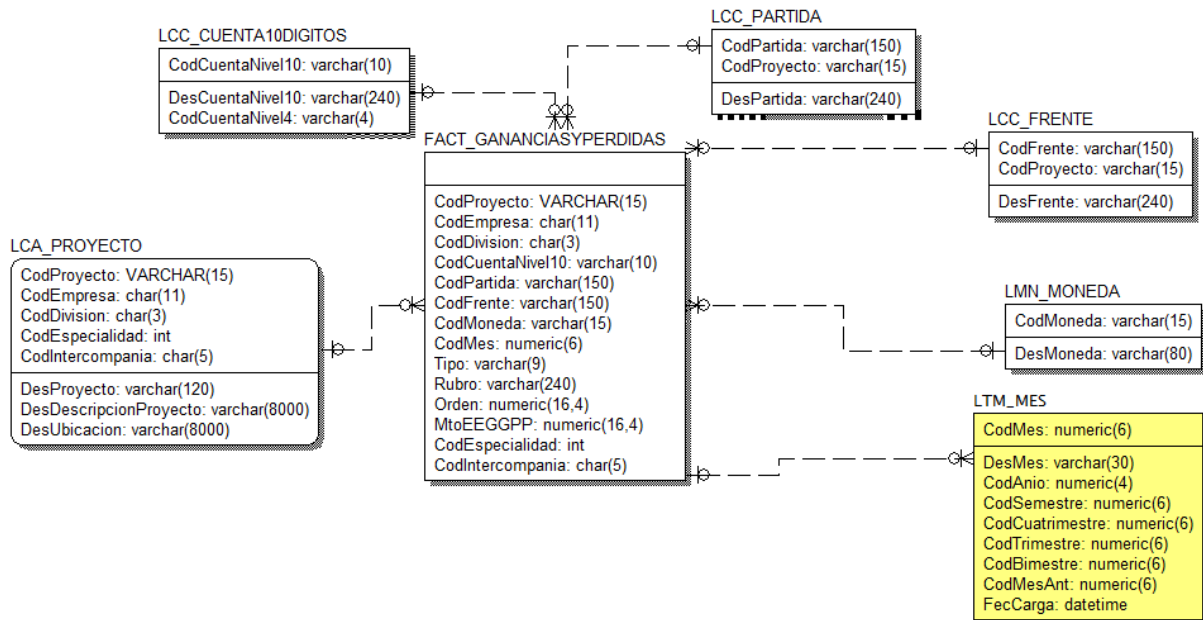 LCC_CUENTA10DIGITOS
CodCuentaNivel10: varchar(10)
DesCuentaNivel10: varchar(240)
CodCuentaNivel4: varchar(4)
LCC_PARTIDA
CodPartida: varchar(150)
CodProyecto: varchar(15)
DesPartida: varchar(240)
LCC_FRENTE
CodFrente: varchar(150)
CodProyecto: varchar(15)
DesFrente: varchar(240)
FACT_GANANCIASYPERDIDAS
CodProyecto: VARCHAR(15)
CodEmpresa: char(11)
CodDivision: char(3)
CodCuentaNivel10: varchar(10)
CodPartida: varchar(150)
CodFrente: varchar(150)
CodMoneda: varchar(15)
CodMes: numeric(6)
Tipo: varchar(9)
Rubro: varchar(240)
Orden: numeric(16,4)
MtoEEGGPP: numeric(16,4)
CodEspecialidad: int
CodIntercompania: char(5)
LCA_PROYECTO
CodProyecto: VARCHAR(15)
CodEmpresa: char(11)
CodDivision: char(3)
CodEspecialidad: int
CodIntercompania: char(5)
DesProyecto: varchar(120)
DesDescripcionProyecto: varchar(8000)
DesUbicacion: varchar(8000)
LMN_MONEDA
CodMoneda: varchar(15)
DesMoneda: varchar(80)
LTM_MES
CodMes: numeric(6)
DesMes: varchar(30)
CodAnio: numeric(4)
CodSemestre: numeric(6)
CodCuatrimestre: numeric(6)
CodTrimestre: numeric(6)
CodBimestre: numeric(6)
CodMesAnt: numeric(6)
FecCarga: datetime